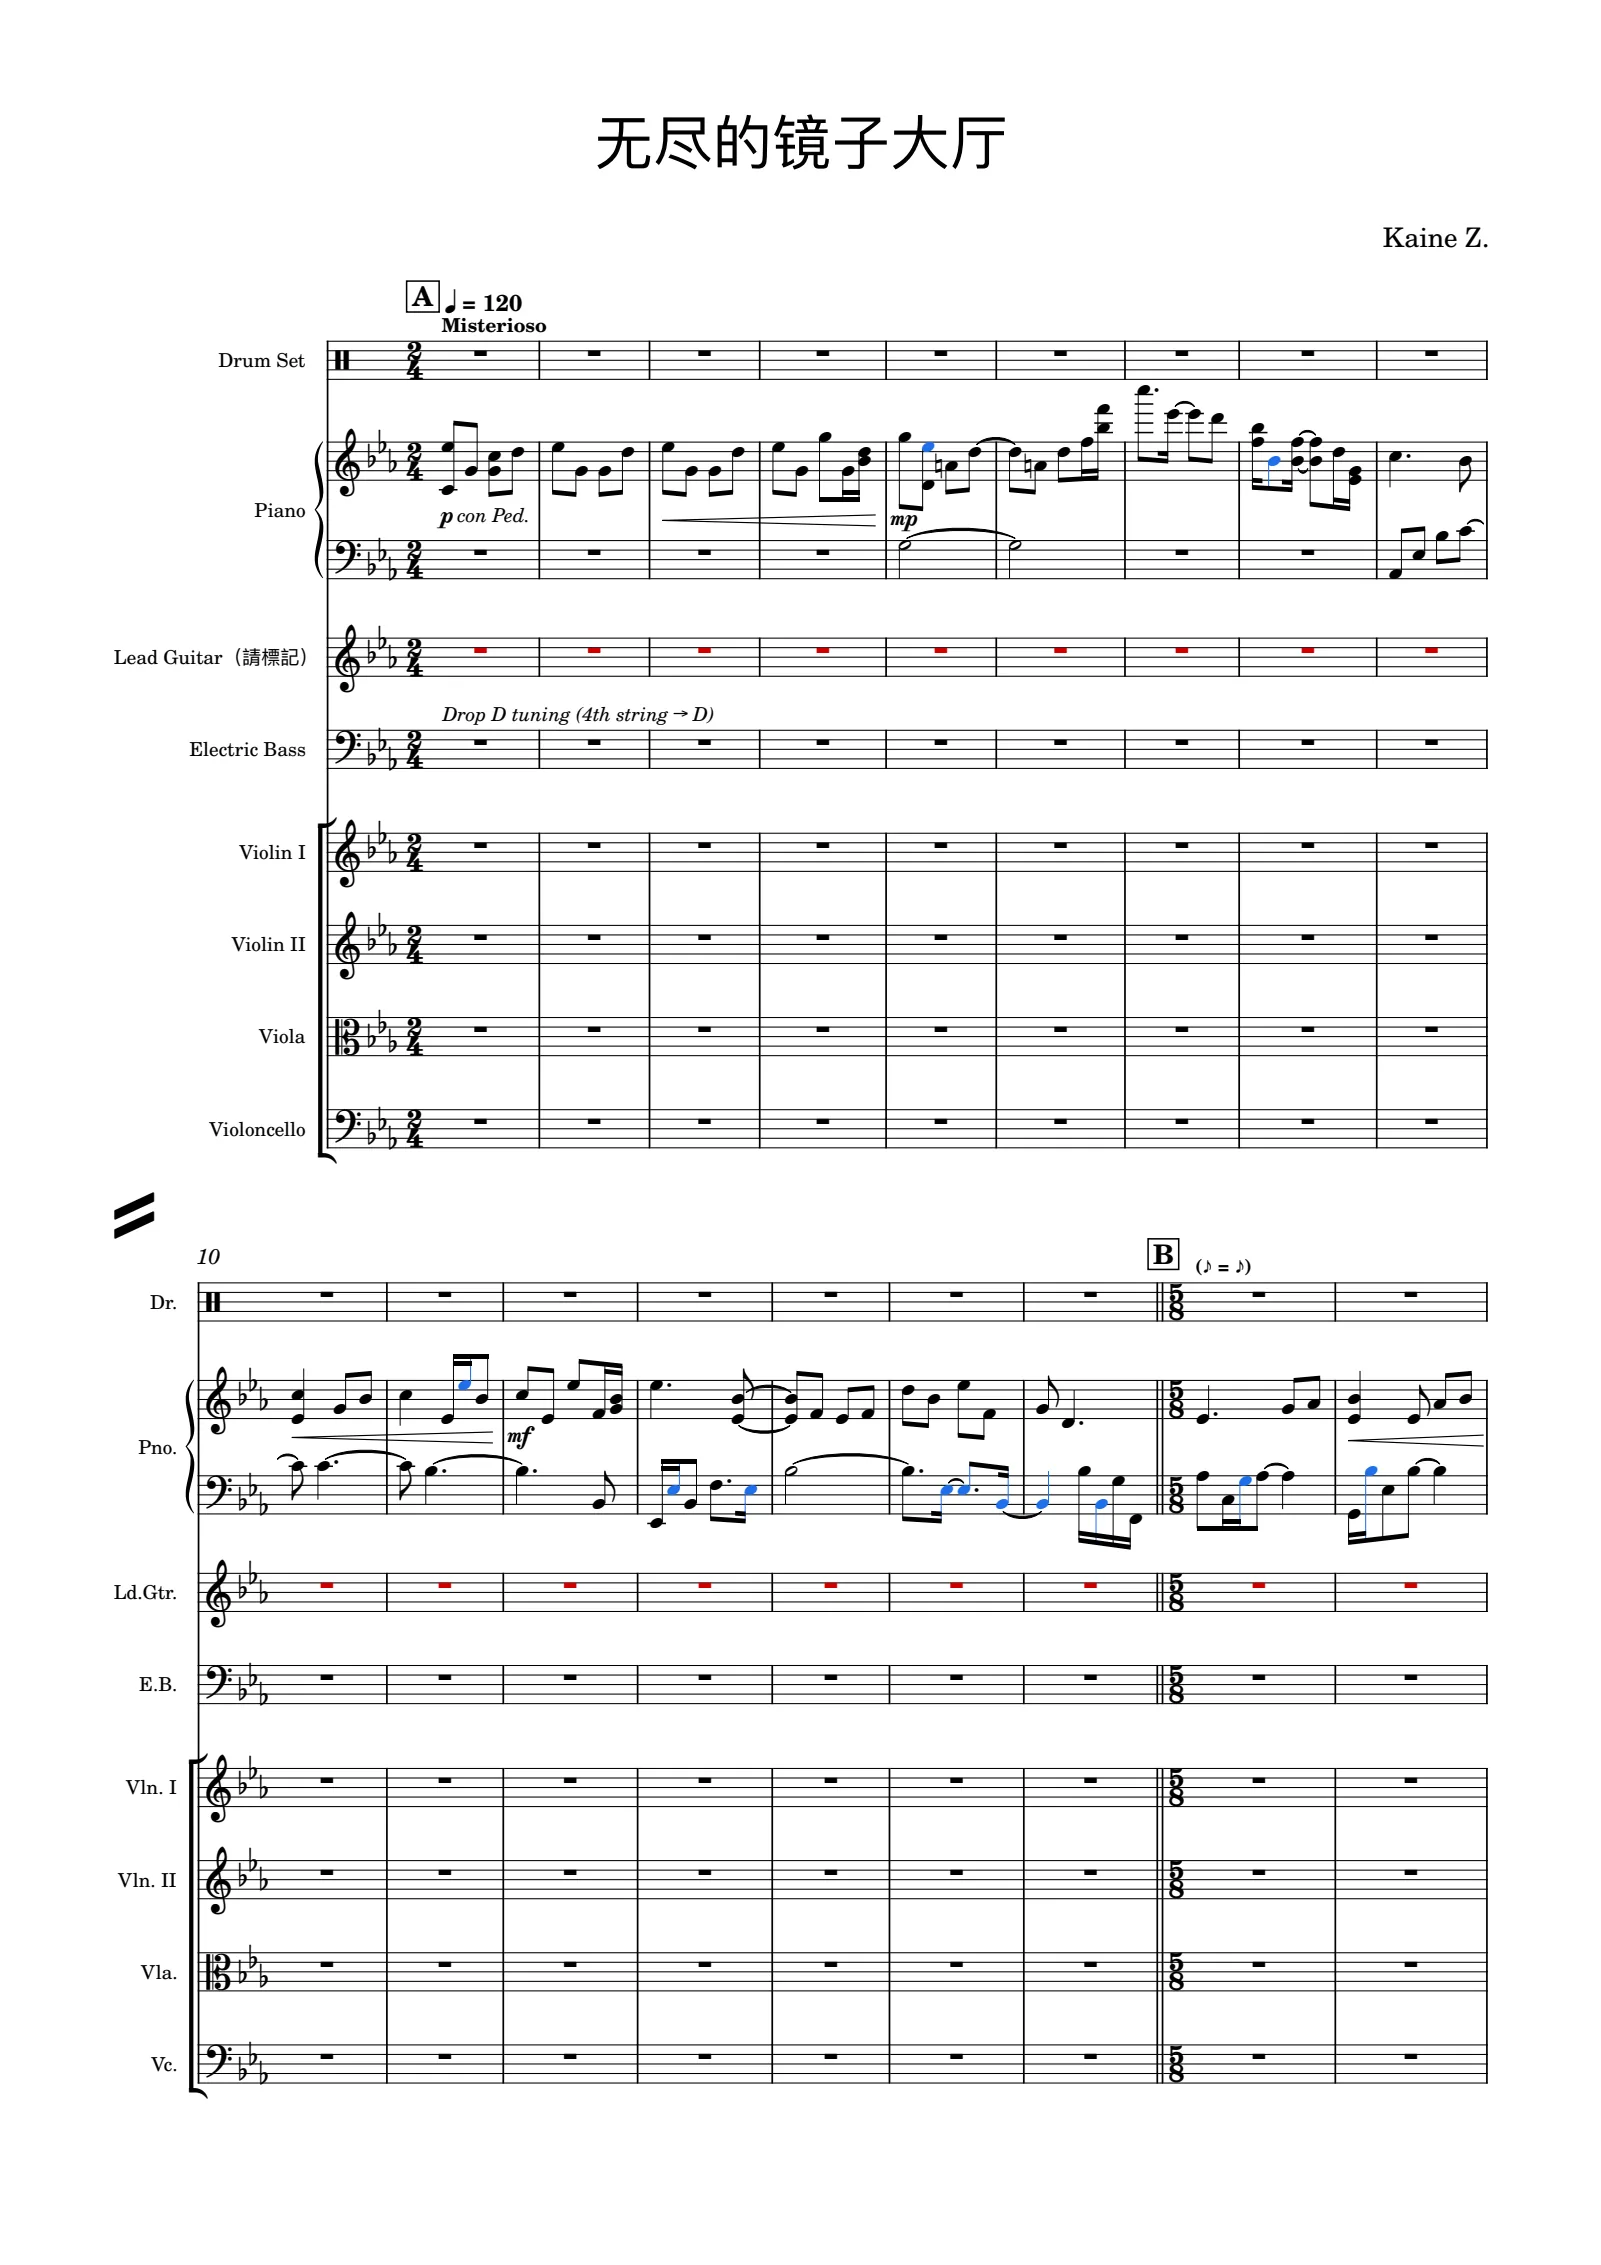 无尽的镜子大厅
Kaine Z.
A ♩ = 120
Misterioso
Drum Set
Piano
p con Ped.
mp
Lead Guitar（請標記）
Drop D tuning (4th string → D)
Electric Bass
Violin I
Violin II
Viola
Violoncello
10
B (♪ = ♪)
Dr.
Pno.
mf
Ld.Gtr.
E.B.
Vln. I
Vln. II
Vla.
Vc.